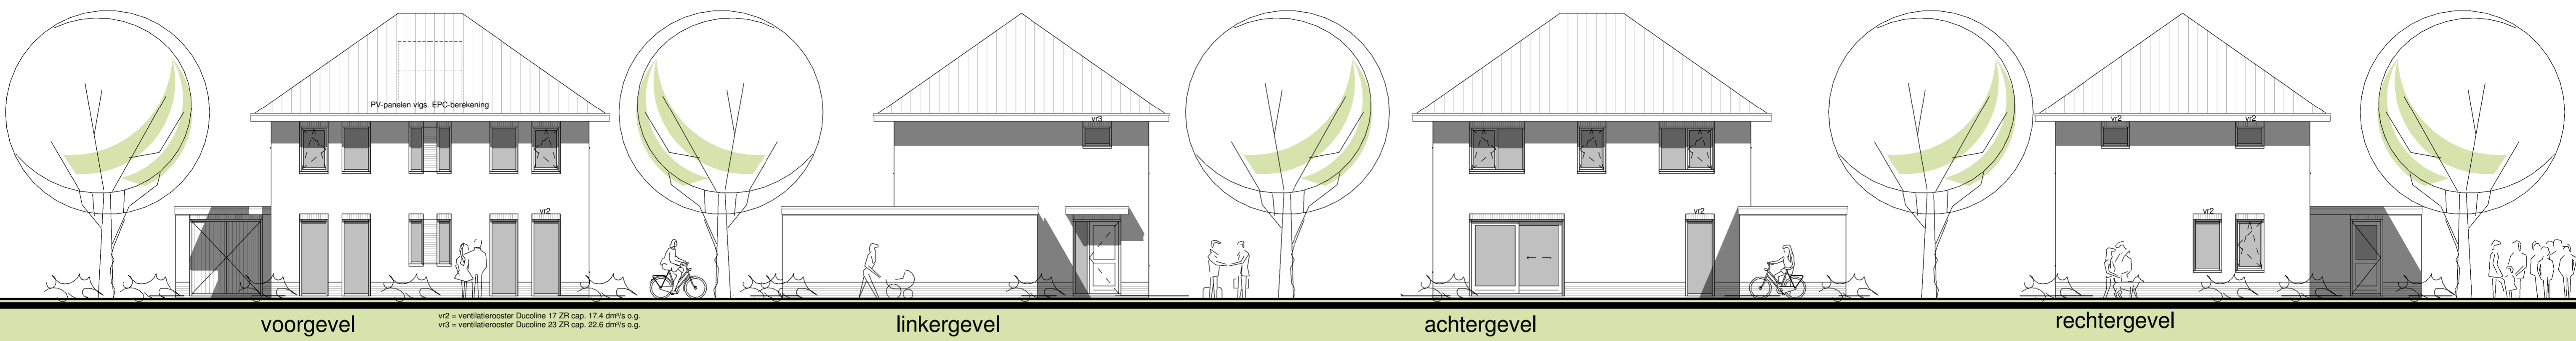 PV-panelen vlgs. EPC-berekening
vr3
vr2
vr2
vr2
vr2
vr2
voorgevel
vr2 = ventilatierooster Ducoline 17 ZR cap. 17.4 dm³/s o.g.
vr3 = ventilatierooster Ducoline 23 ZR cap. 22.6 dm³/s o.g.
linkergevel
achtergevel
rechtergevel